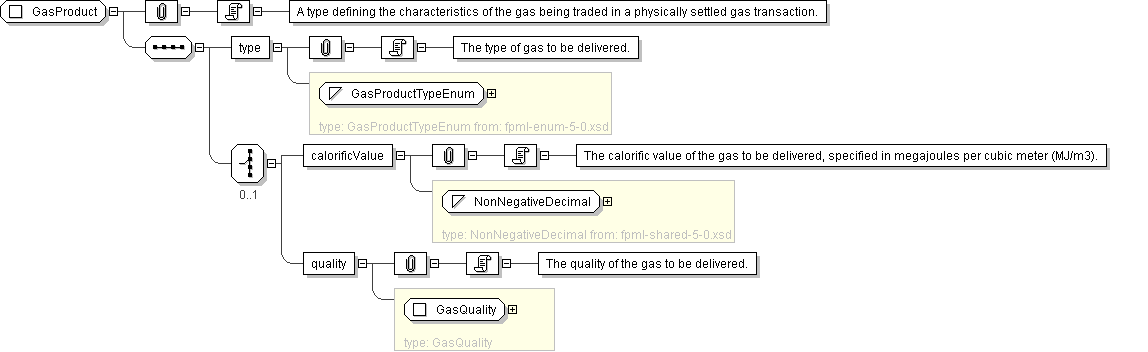 GasProduct
A type defining the characteristics of the gas being traded in a physically settled gas transaction.
type
The type of gas to be delivered.
GasProductTypeEnum
type: GasProductTypeEnum from: fpml-enum-5-0.xsd
0..1
calorificValue
The calorific value of the gas to be delivered, specified in megajoules per cubic meter (MJ/m3).
NonNegativeDecimal
type: NonNegativeDecimal from: fpml-shared-5-0.xsd
quality
The quality of the gas to be delivered.
GasQuality
type: GasQuality